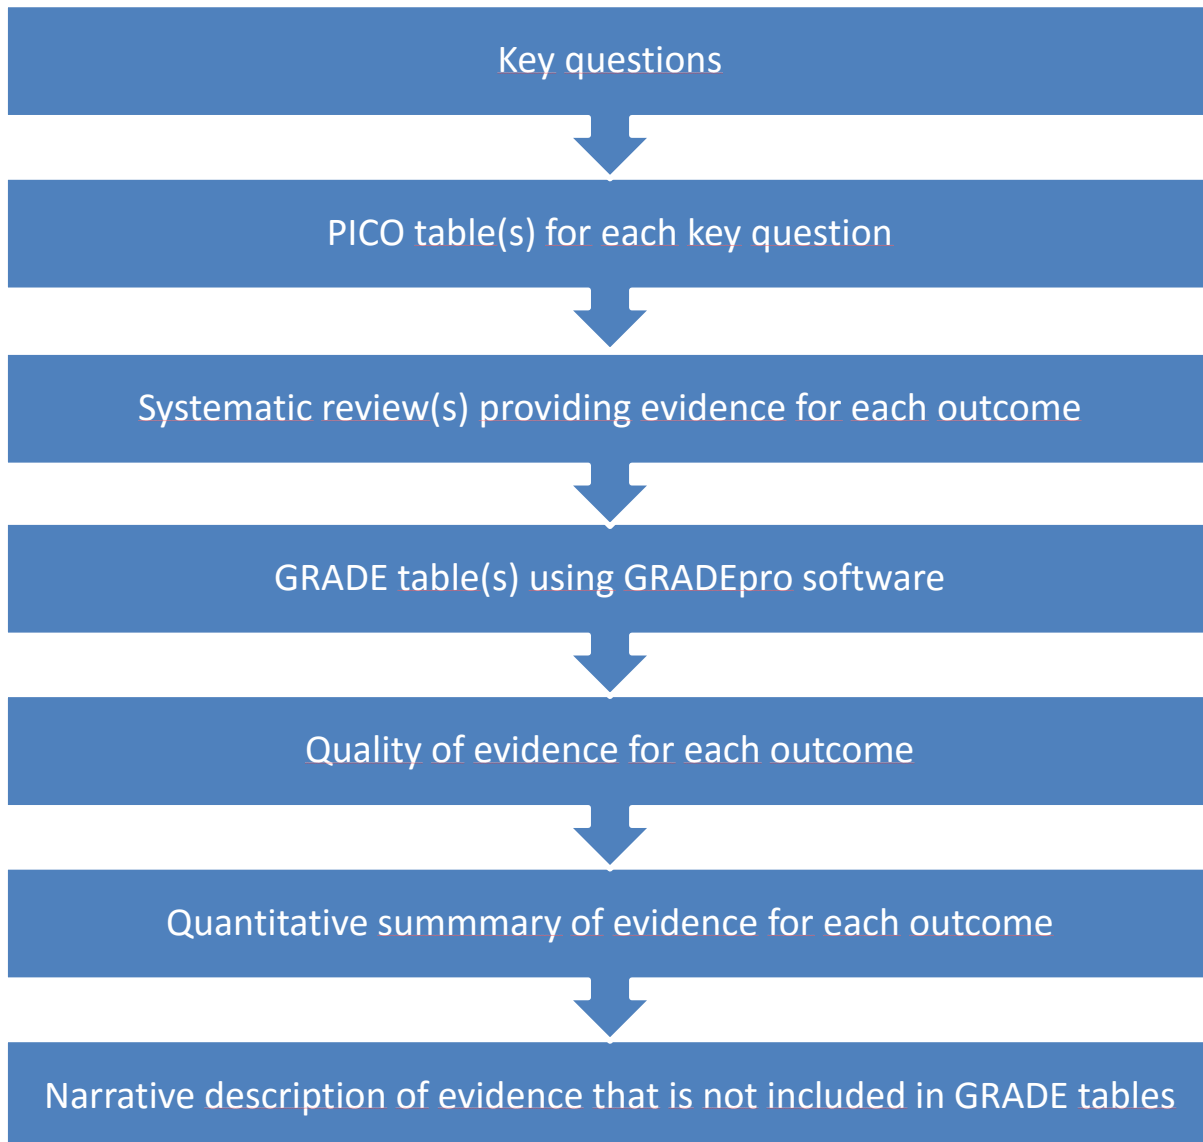 Key questions
PICO table(s) for each key question
Systematic review(s) providing evidence for each outcome
GRADE table(s) using GRADEpro software
Quality of evidence for each outcome
Quantitative summmary of evidence for each outcome
Narrative description of evidence that is not included in GRADE tables